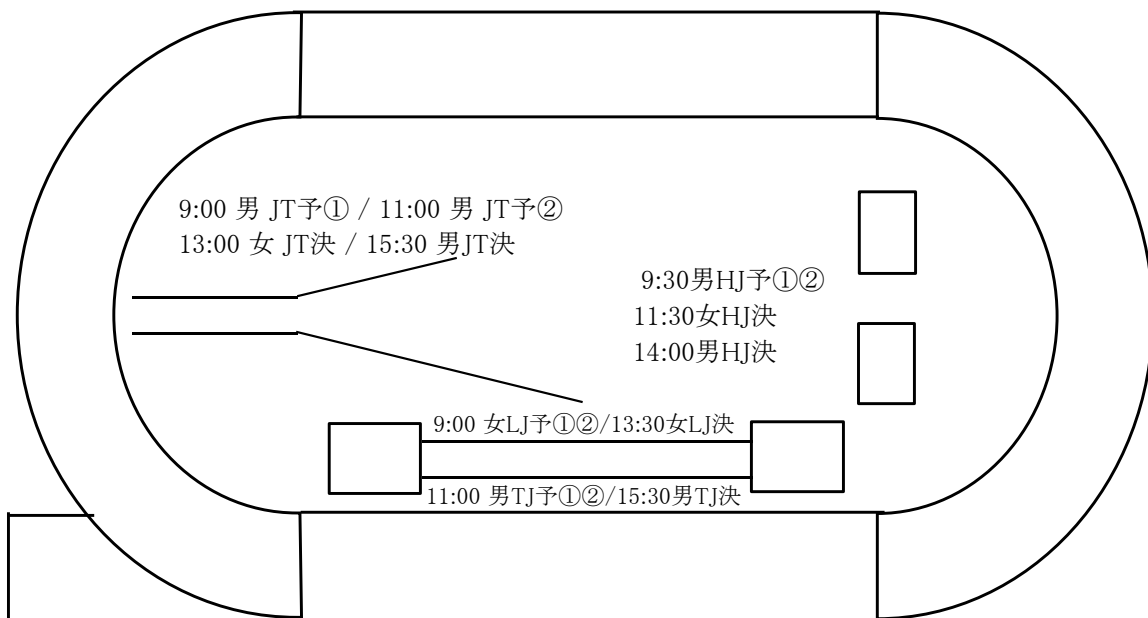 9:00 男 JT予① / 11:00 男 JT予②
13:00 女 JT決 / 15:30 男JT決
9:30男HJ予①②
11:30女HJ決
14:00男HJ決
9:00 女LJ予①②/13:30女LJ決
11:00 男TJ予①②/15:30男TJ決